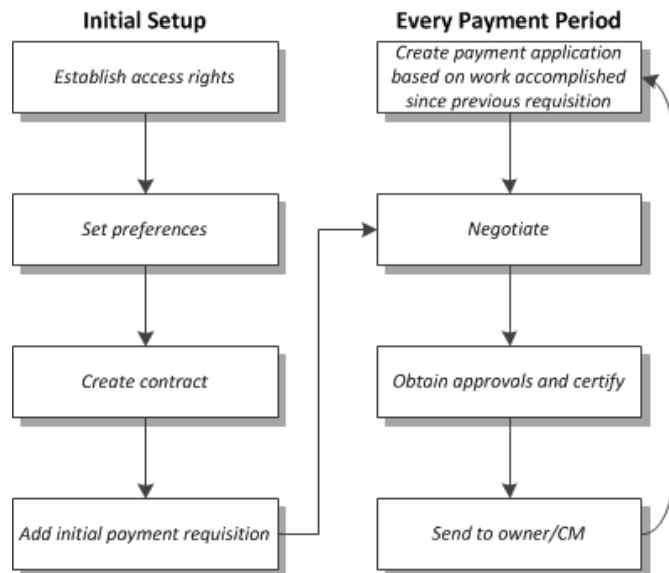 Initial Setup
Establish access rights
Set preferences
Create contract
Add initial payment requisition
Every Payment Period
Create payment application
based on work accomplished
since previous requisition
Negotiate
Obtain approvals and certify
Send to owner/CM